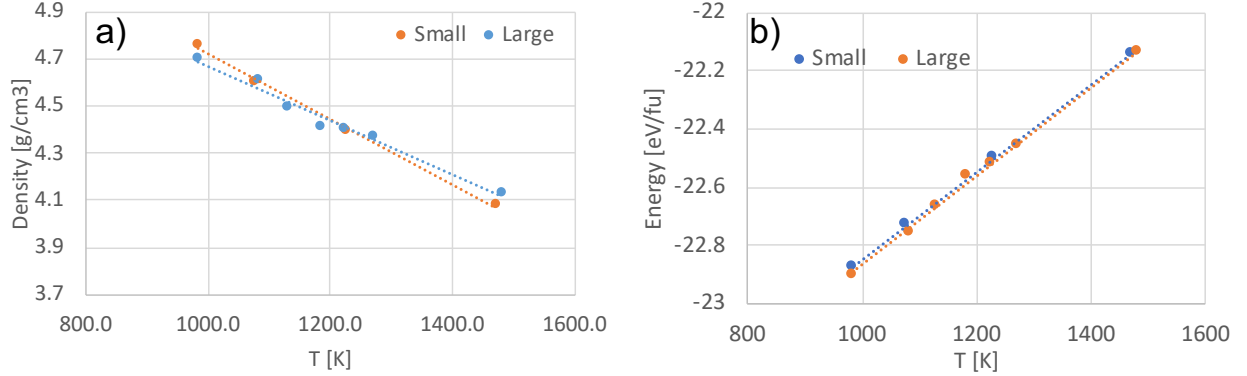 a)
Small Large
Density [g/cm3]
4.9
4.7
4.5
4.3
4.1
3.9
3.7
800.0 1000.0 1200.0 1400.0 1600.0
T [K]
b)
Small Large
Energy [eV/fu]
-22
-22.2
-22.4
-22.6
-22.8
-23
800 1000 1200 1400 1600
T [K]